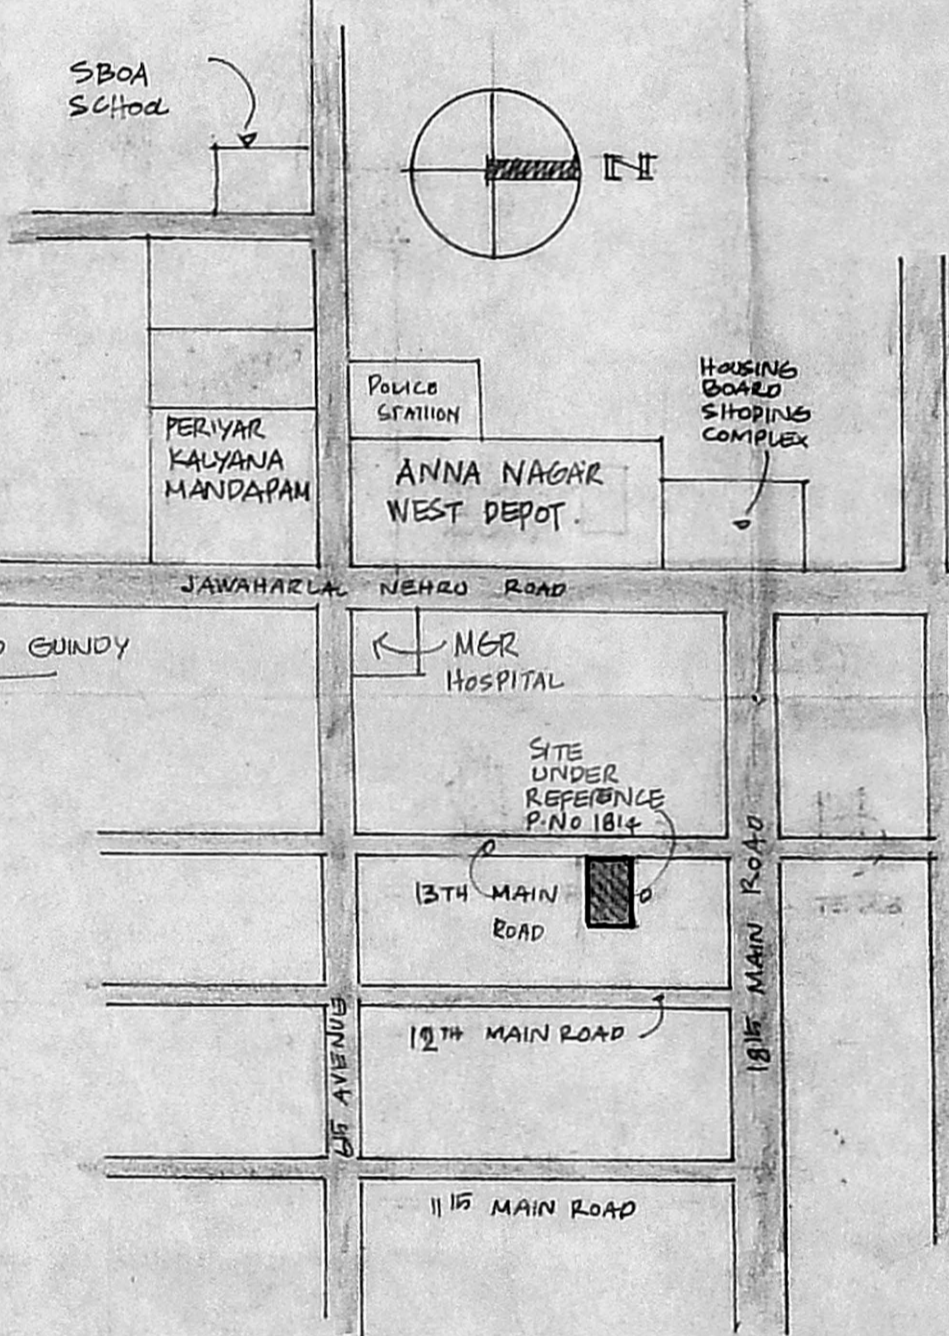 SBOA
SCHOOL
N
POLICE
STATIION
HOUSING
BOARD
SHOPING
COMPLEX
PERIYAR
KALYANA
MANDAPAM
ANNA NAGAR
WEST DEPOT.
JAWAHARLAL NEHRU ROAD
GUINDY
MGR
HOSPITAL
SITE
UNDER
REFERENCE
P.NO 1814
13TH MAIN
ROAD
18TH MAIN ROAD
12TH MAIN ROAD
6TH AVENUE
11TH MAIN ROAD